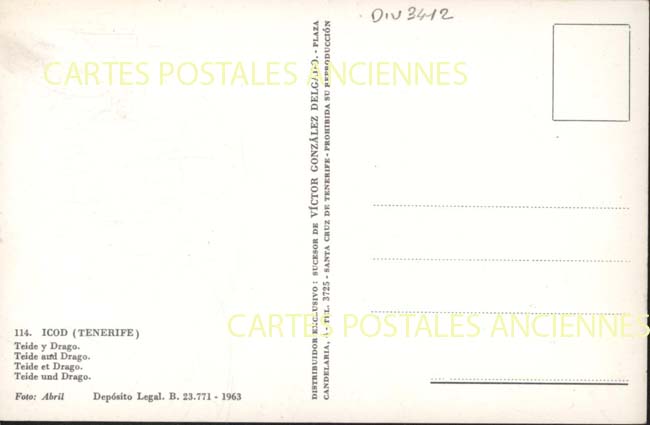 DIV 3412
CARTES POSTALES ANCIENNES
DISTRIBUIDOR EXCLUSIVO: SUCESOR DE VÍCTOR GONZÁLEZ DELGADO. - PLAZA
CANDELARIA, 4 - TEL. 3725 - SANTA CRUZ DE TENERIFE - PROHIBIDA SU REPRODUCCIÓN
CARTES POSTALES ANCIENNES
114. ICOD (TENERIFE)
Teide y Drago.
Teide and Drago.
Teide et Drago.
Teide und Drago.
Foto: Abril Depósito Legal. B. 23.771 - 1963